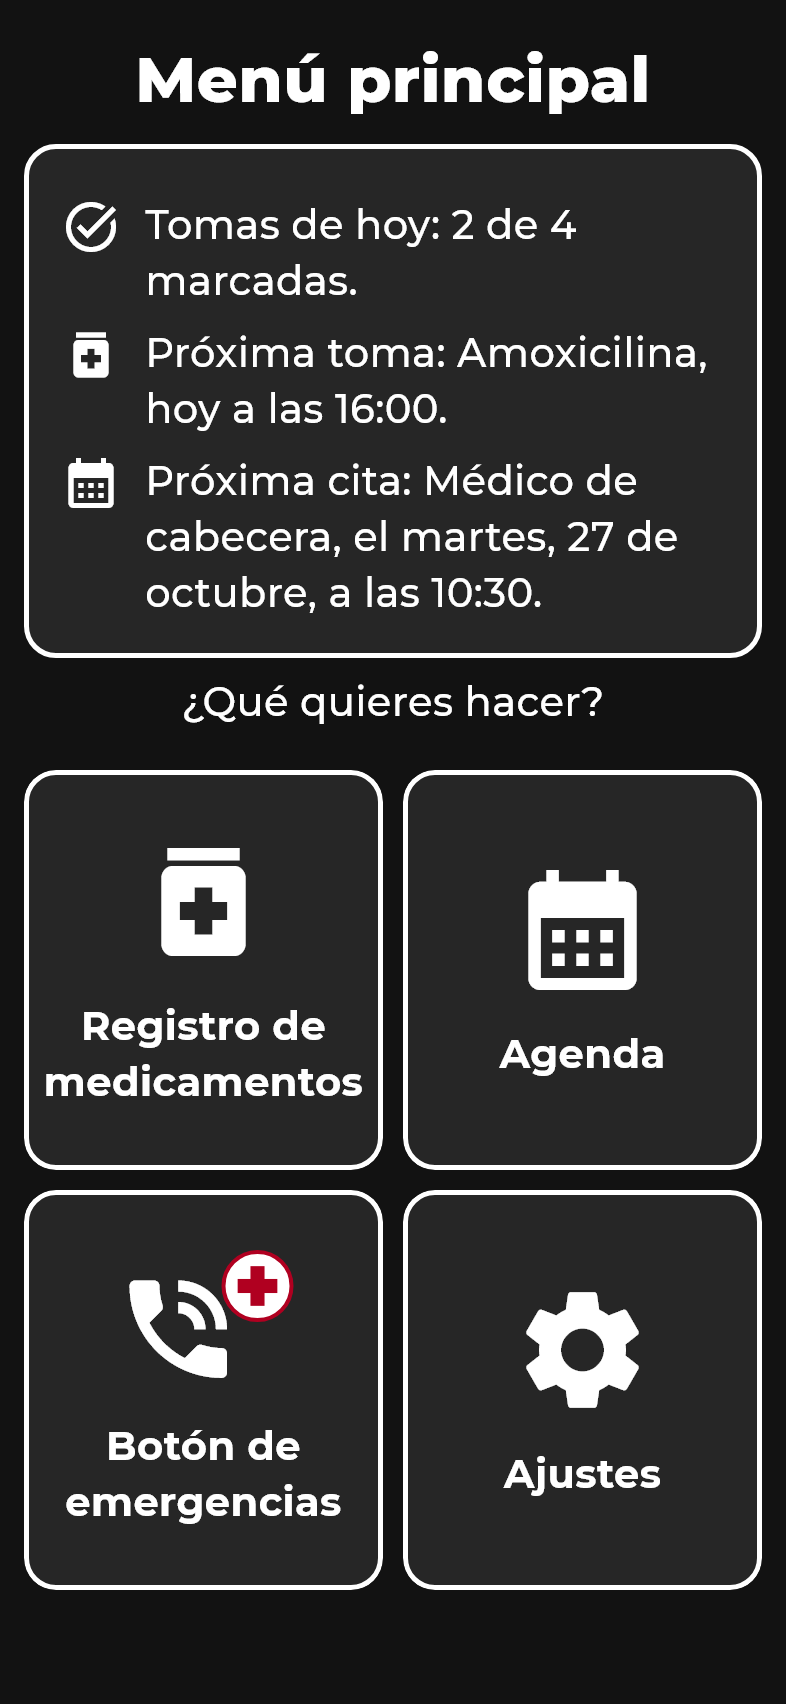 Menú principal
Tomas de hoy: 2 de 4
marcadas.
Próxima toma: Amoxicilina,
hoy a las 16:00.
Próxima cita: Médico de
cabecera, el martes, 27 de
octubre, a las 10:30.
¿Qué quieres hacer?
Registro de
medicamentos
Agenda
Botón de
emergencias
Ajustes